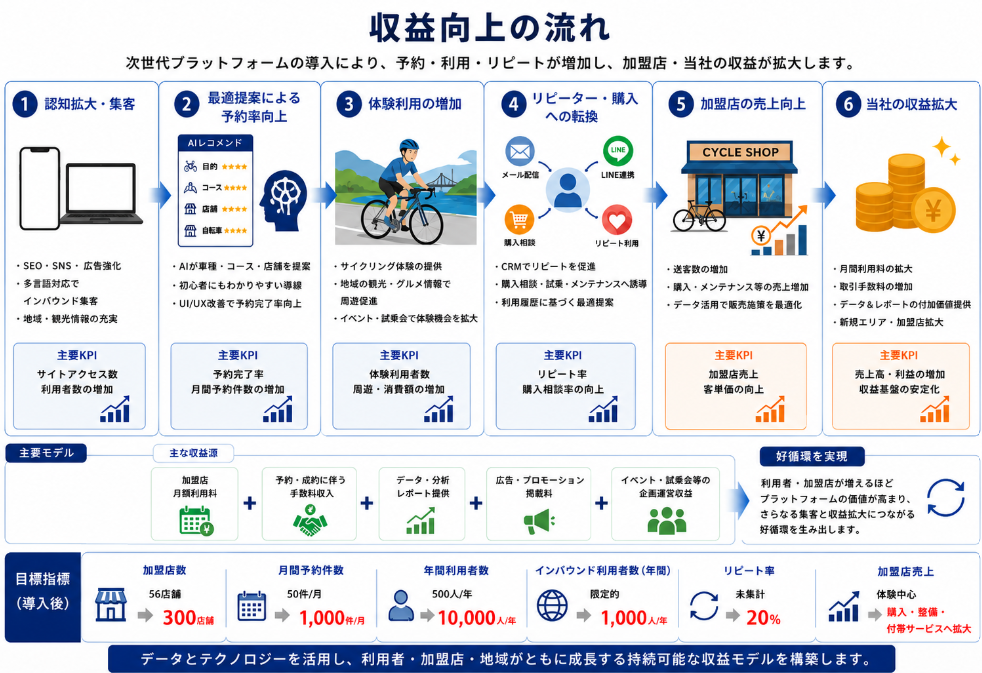 収益向上の流れ
次世代プラットフォームの導入により、予約・利用・リピートが増加し、加盟店・当社の収益が拡大します。
1 認知拡大・集客
・SEO・SNS・広告強化
・多言語対応で
インバウンド集客
・地域・観光情報の充実
主要KPI
サイトアクセス数
利用者数の増加
2 最適提案による
予約率向上
AIレコメンド
目的 ★★★★
コース ★★★★
店舗 ★★★★
自転車 ★★★★
・AIが車種・コース・店舗を提案
・初心者にもわかりやすい導線
・UI/UX改善で予約完了率向上
主要KPI
予約完了率
月間予約件数の増加
3 体験利用の増加
・サイクリング体験の提供
・地域の観光・グルメ情報で
周遊促進
・イベント・試乗会で体験機会を拡大
主要KPI
体験利用者数
周遊・消費額の増加
4 リピーター・購入
への転換
メール配信
LINE
LINE連携
購入相談
リピート利用
・CRMでリピートを促進
・購入相談・試乗・メンテナンスへ誘導
・利用履歴に基づく最適提案
主要KPI
リピート率
購入相談率の向上
5 加盟店の売上向上
CYCLE SHOP
¥
・送客数の増加
・購入・メンテナンス等の売上増加
・データ活用で販売施策を最適化
主要KPI
加盟店売上
客単価の向上
6 当社の収益拡大
¥
・月間利用料の拡大
・取引手数料の増加
・データ＆レポートの付加価値提供
・新規エリア・加盟店拡大
主要KPI
売上高・利益の増加
収益基盤の安定化
主要モデル
主な収益源
加盟店
月額利用料
¥
+
予約・成約に伴う
手数料収入
¥
+
データ・分析
レポート提供
+
広告・プロモーション
掲載料
+
イベント・試乗会等の
企画運営収益
好循環を実現
利用者・加盟店が増えるほど
プラットフォームの価値が高まり、
さらなる集客と収益拡大につながる
好循環を生み出します。
目標指標
（導入後）
加盟店数
56店舗
300店舗
月間予約件数
50件/月
1,000件/月
年間利用者数
500人/年
10,000人/年
インバウンド利用者数（年間）
限定的
1,000人/年
リピート率
未集計
20%
加盟店売上
体験中心
購入・整備・
付帯サービスへ拡大
データとテクノロジーを活用し、利用者・加盟店・地域がともに成長する持続可能な収益モデルを構築します。